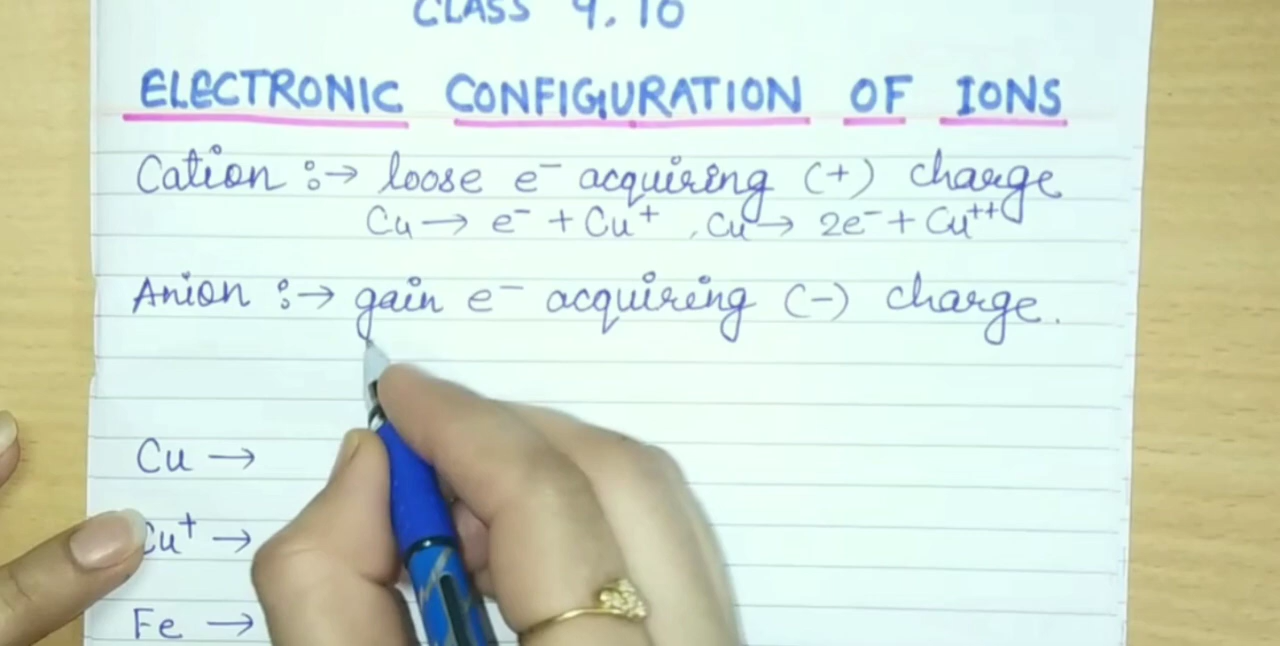 CLASS 9,10
ELECTRONIC CONFIGURATION OF IONS
Cation :→ loose e⁻ acquiring (+) charge
Cu → e⁻ + Cu⁺ , Cu → 2e⁻ + Cu⁺⁺
Anion :→ gain e⁻ acquiring (-) charge.
Cu →
Cu⁺ →
Fe →